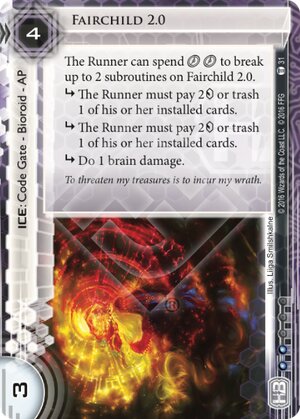 Fairchild 2.0
4
The Runner can spend to break
up to 2 subroutines on Fairchild 2.0.
The Runner must pay 2 or trash
1 of his or her installed cards.
The Runner must pay 2 or trash
1 of his or her installed cards.
Do 1 brain damage.
To threaten my treasures is to incur my wrath.
ICE: Code Gate - Bioroid - AP
31
© 2016 Wizards of the Coast LLC. © 2016 FFG
Illus. Liiga Smilshkalne
3
HB